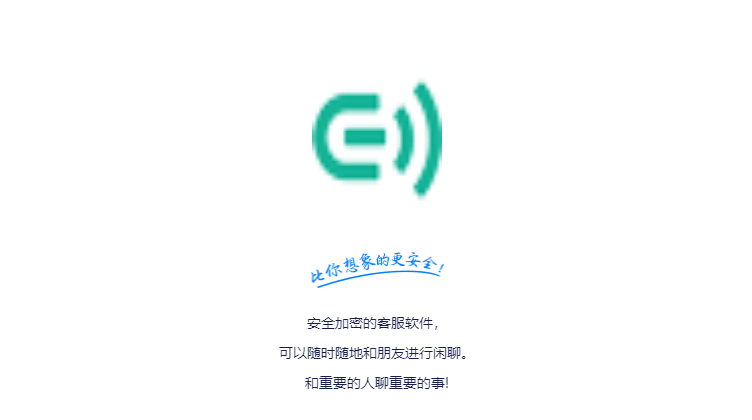 比你想象的更安全!
安全加密的客服软件，
可以随时随地和朋友进行闲聊。
和重要的人聊重要的事!